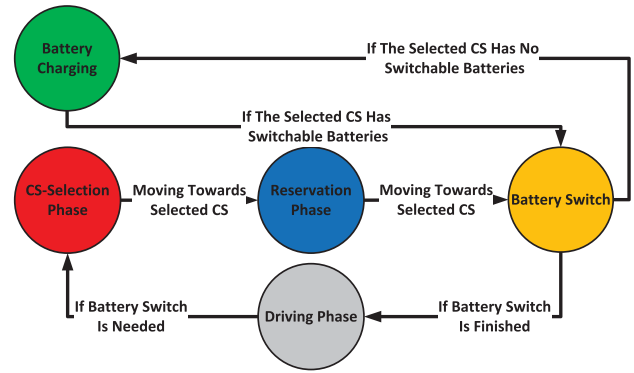 Battery
Charging
If The Selected CS Has No
Switchable Batteries
If The Selected CS Has
Switchable Batteries
CS-Selection
Phase
Moving Towards
Selected CS
Reservation
Phase
Moving Towards
Selected CS
Battery Switch
If Battery Switch
Is Needed
Driving Phase
If Battery Switch
Is Finished